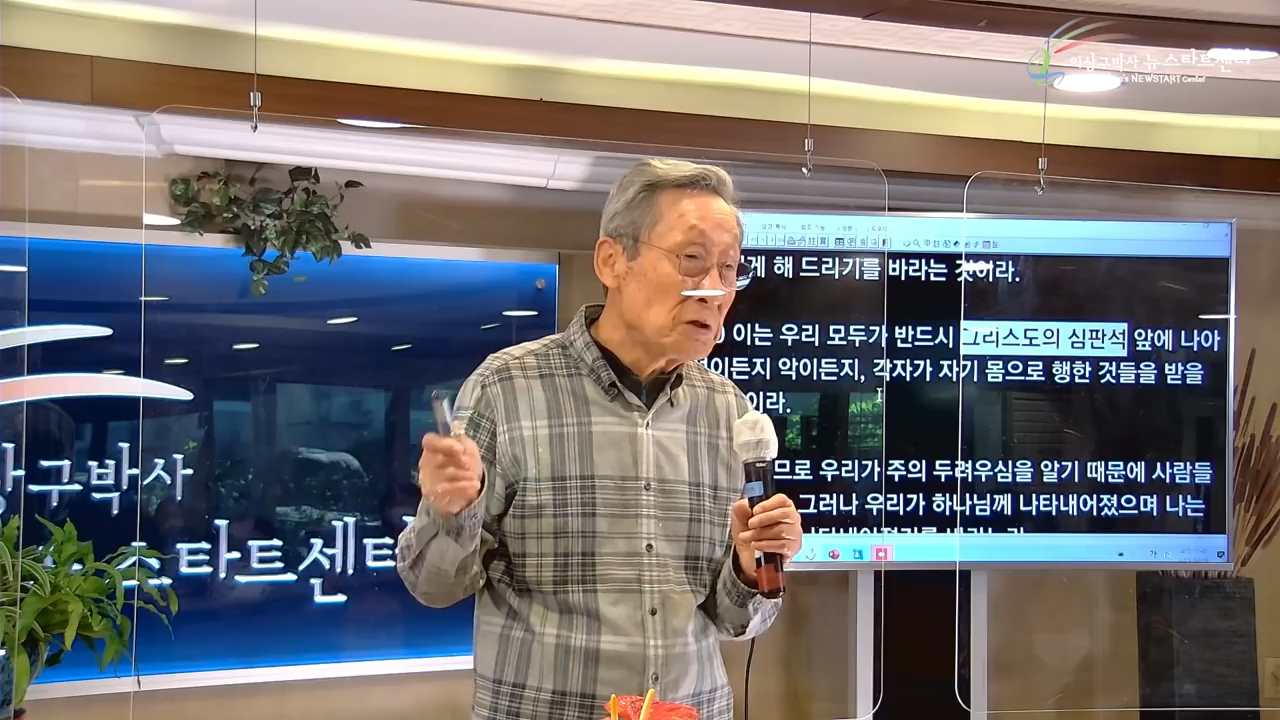 이상구박사 뉴스타트센터
NEWSTART Center
게 해 드리기를 바라는 것이라.
이는 우리 모두가 반드시 그리스도의 심판석 앞에 나아
악이든지, 각자가 자기 몸으로 행한 것들을 받을
이라.
므로 우리가 주의 두려우심을 알기 때문에 사람들
그러나 우리가 하나님께 나타내어졌으며 나는
구박사
스타트센터